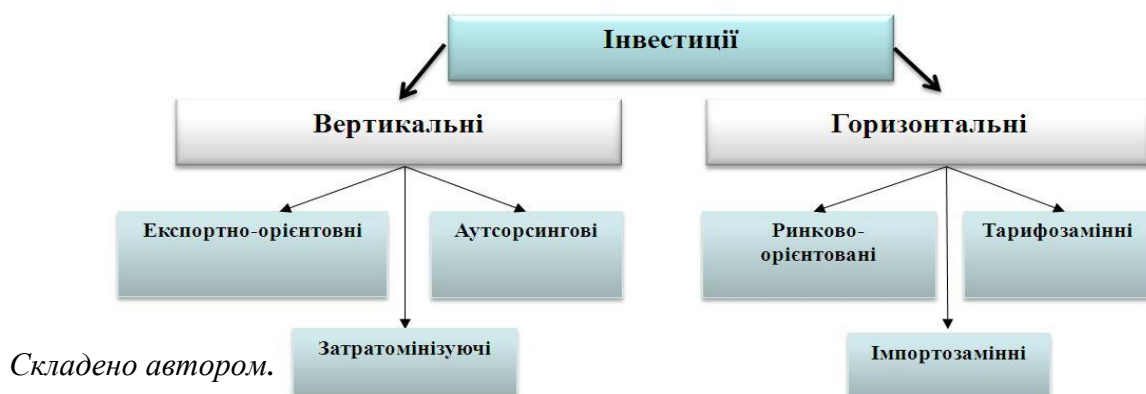 Інвестиції
Вертикальні
Горизонтальні
Експортно-орієнтовні
Аутсорсингові
Ринково-
орієнтовані
Тарифозамінні
Затратомінізуючі
Імпортозамінні
Складено автором.